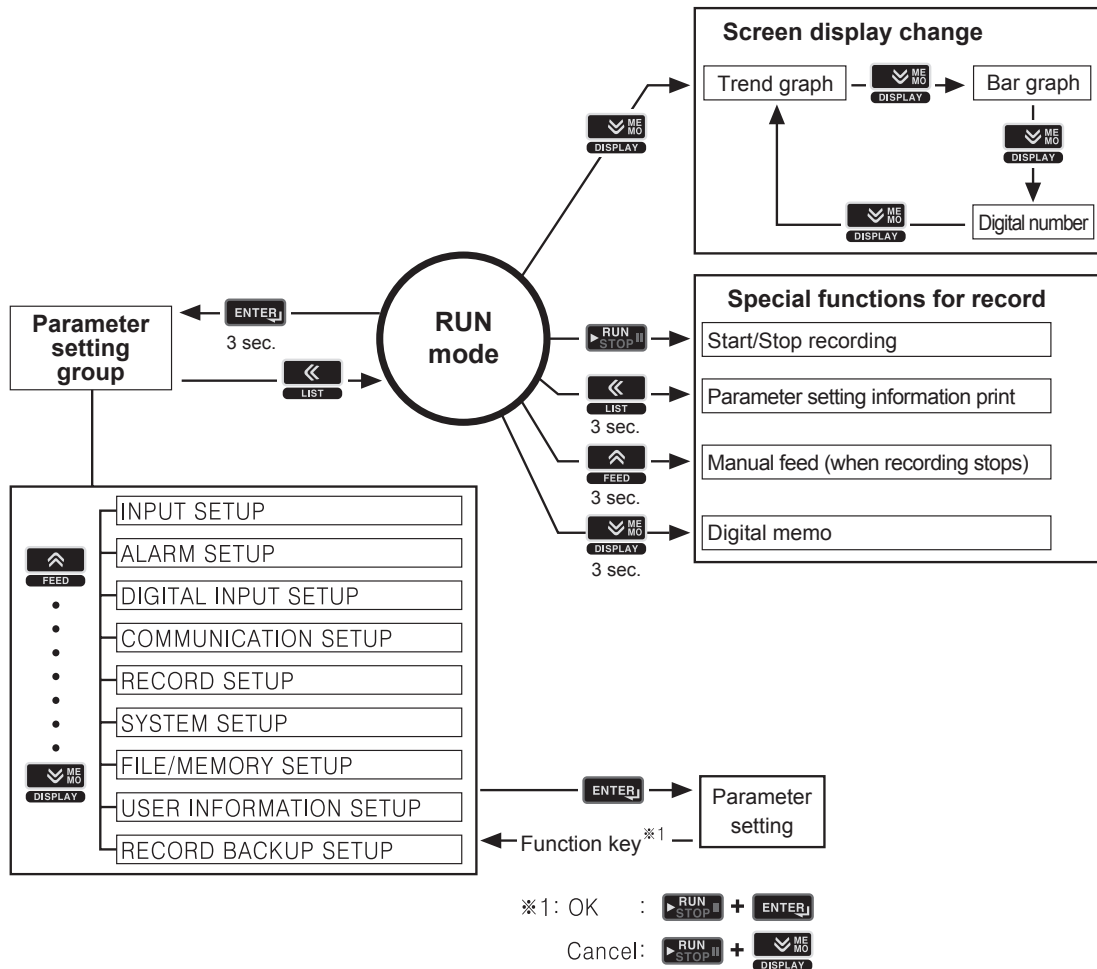 Screen display change
Trend graph
ME
MO
DISPLAY
Bar graph
ME
MO
DISPLAY
ME
MO
DISPLAY
ME
MO
DISPLAY
Digital number
Parameter
setting
group
ENTER
3 sec.
LIST
RUN
mode
Special functions for record
RUN
STOP
Start/Stop recording
LIST
3 sec.
Parameter setting information print
FEED
3 sec.
Manual feed (when recording stops)
ME
MO
DISPLAY
3 sec.
Digital memo
FEED
ME
MO
DISPLAY
INPUT SETUP
ALARM SETUP
DIGITAL INPUT SETUP
COMMUNICATION SETUP
RECORD SETUP
SYSTEM SETUP
FILE/MEMORY SETUP
USER INFORMATION SETUP
RECORD BACKUP SETUP
ENTER
Function key※1
Parameter
setting
※1: OK : RUN STOP + ENTER
Cancel: RUN STOP + ME MO DISPLAY